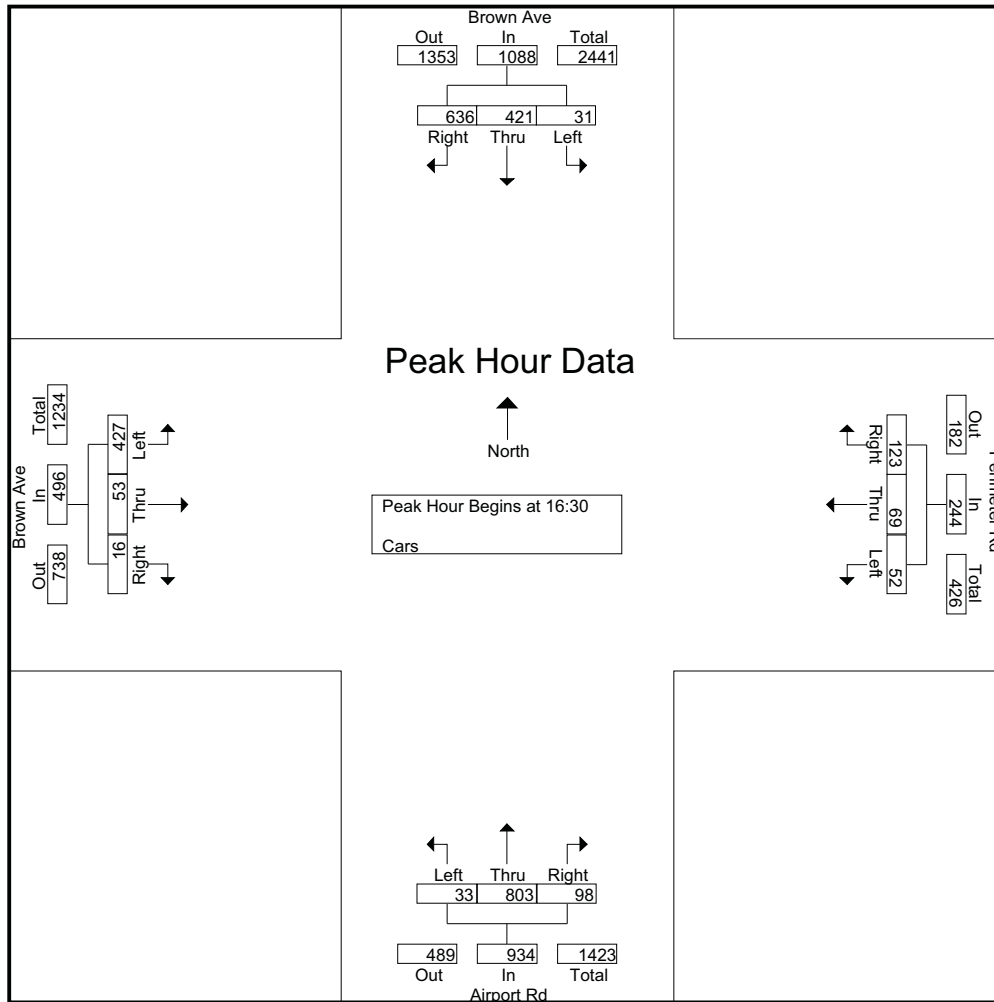 Brown Ave
Out In Total
1353 1088 2441
636 421 31
Right Thru Left
Peak Hour Data
North
Peak Hour Begins at 16:30
Cars
Brown Ave
Out In Total
738 496 1234
16 53 427
Right Thru Left
Out In Total
182 244 426
123 69 52
Right Thru Left
Left Thru Right
33 803 98
489 934 1423
Out In Total
Airport Rd